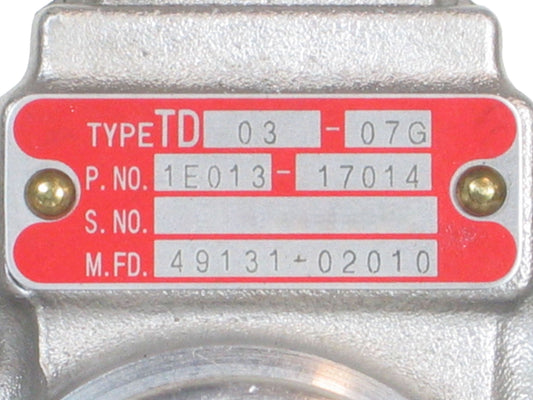 TYPE TD 03 - 07G
P. NO. 1E013 - 17014
S. NO.
M.FD. 49131-02010